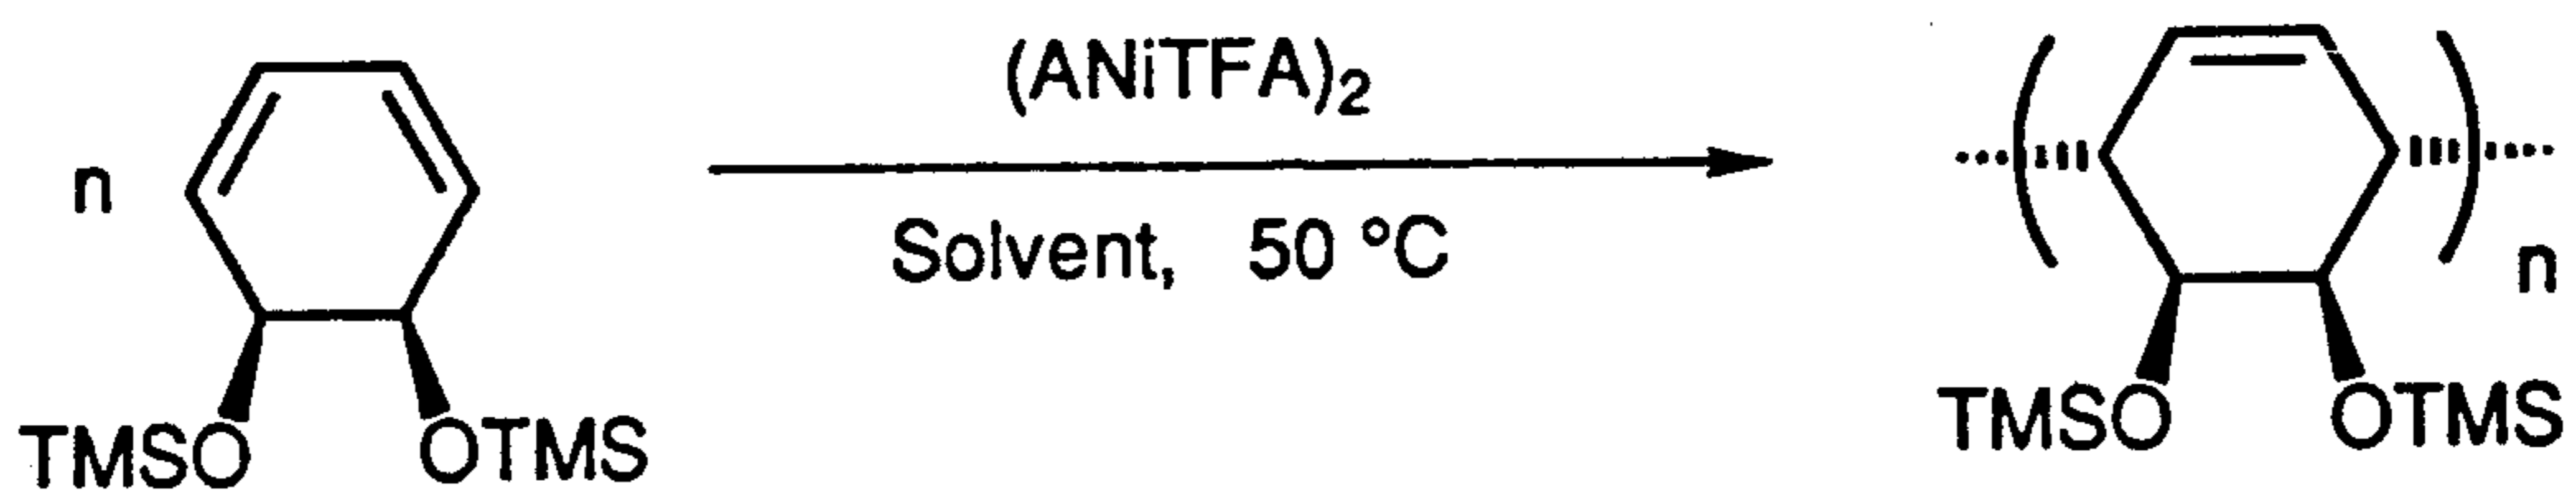 (ANiTFA)2
n
Solvent, 50 °C
n
TMSO OTMS
TMSO OTMS